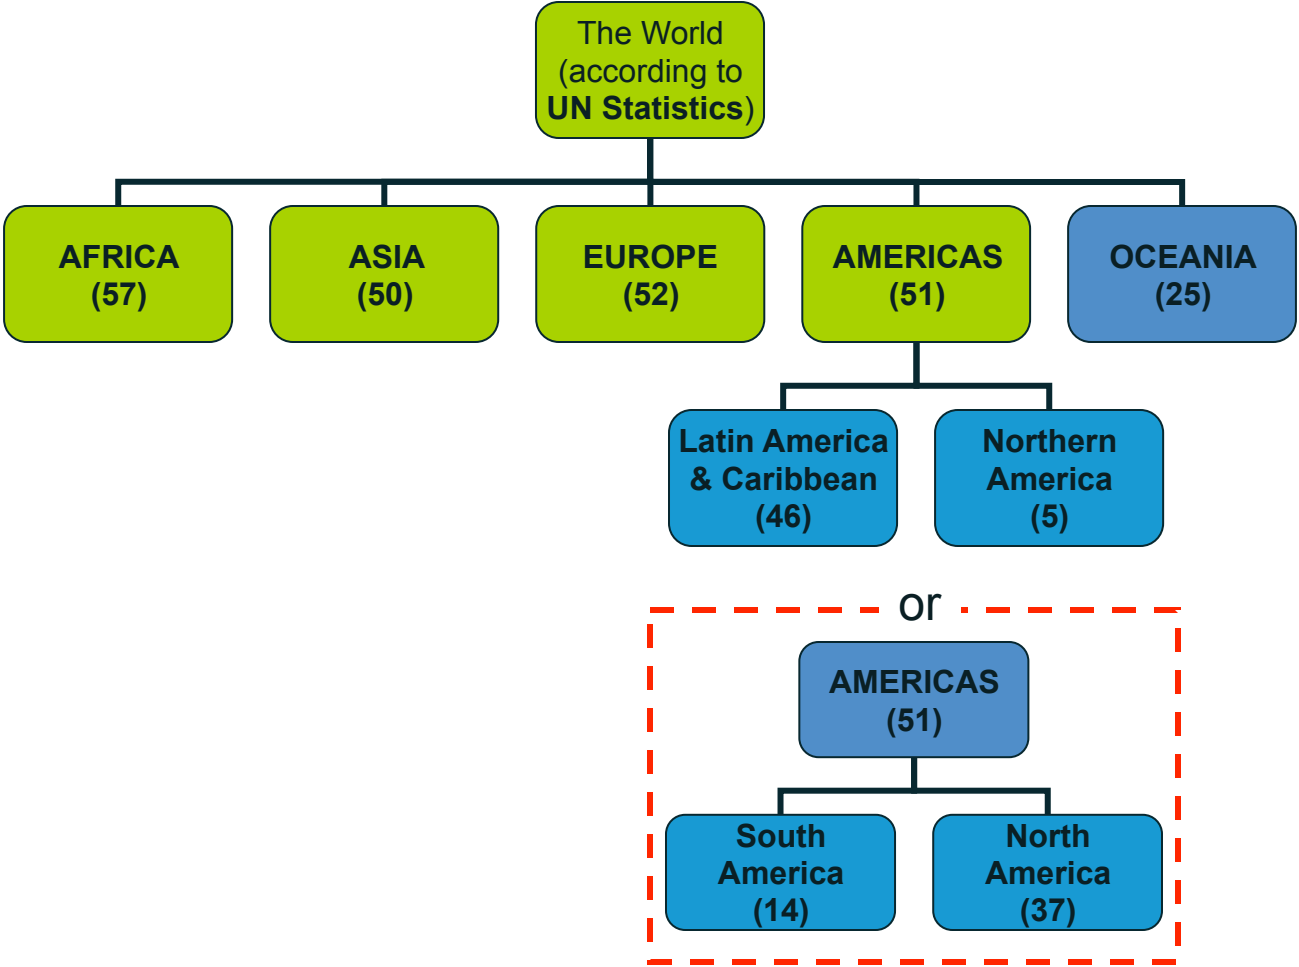 The World
(according to
UN Statistics)
AFRICA
(57)
ASIA
(50)
EUROPE
(52)
AMERICAS
(51)
OCEANIA
(25)
Latin America
& Caribbean
(46)
Northern
America
(5)
or
AMERICAS
(51)
South
America
(14)
North
America
(37)